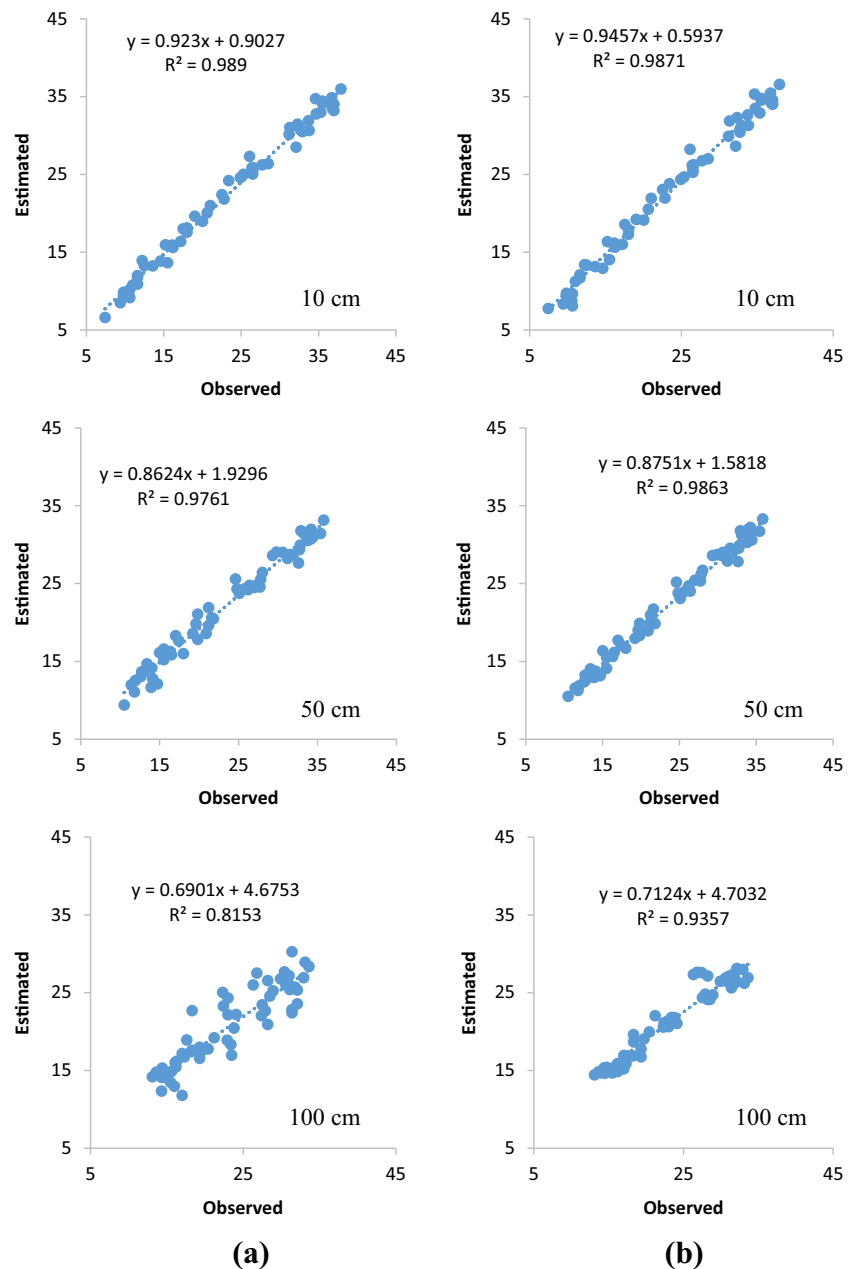 45
y = 0.923x + 0.9027
R² = 0.989
35
Estimated
25
15
10 cm
5
5 15 25 35 45
Observed
45
y = 0.9457x + 0.5937
R² = 0.9871
35
Estimated
25
15
10 cm
5
5 25 45
Observed
45
y = 0.8624x + 1.9296
R² = 0.9761
35
Estimated
25
15
50 cm
5
5 25 45
Observed
45
y = 0.8751x + 1.5818
R² = 0.9863
35
Estimated
25
15
50 cm
5
5 15 25 35 45
Observed
45
y = 0.6901x + 4.6753
R² = 0.8153
35
Estimated
25
15
100 cm
5
5 25 45
Observed
45
y = 0.7124x + 4.7032
R² = 0.9357
35
Estimated
25
15
100 cm
5
5 25 45
Observed
(a)
(b)